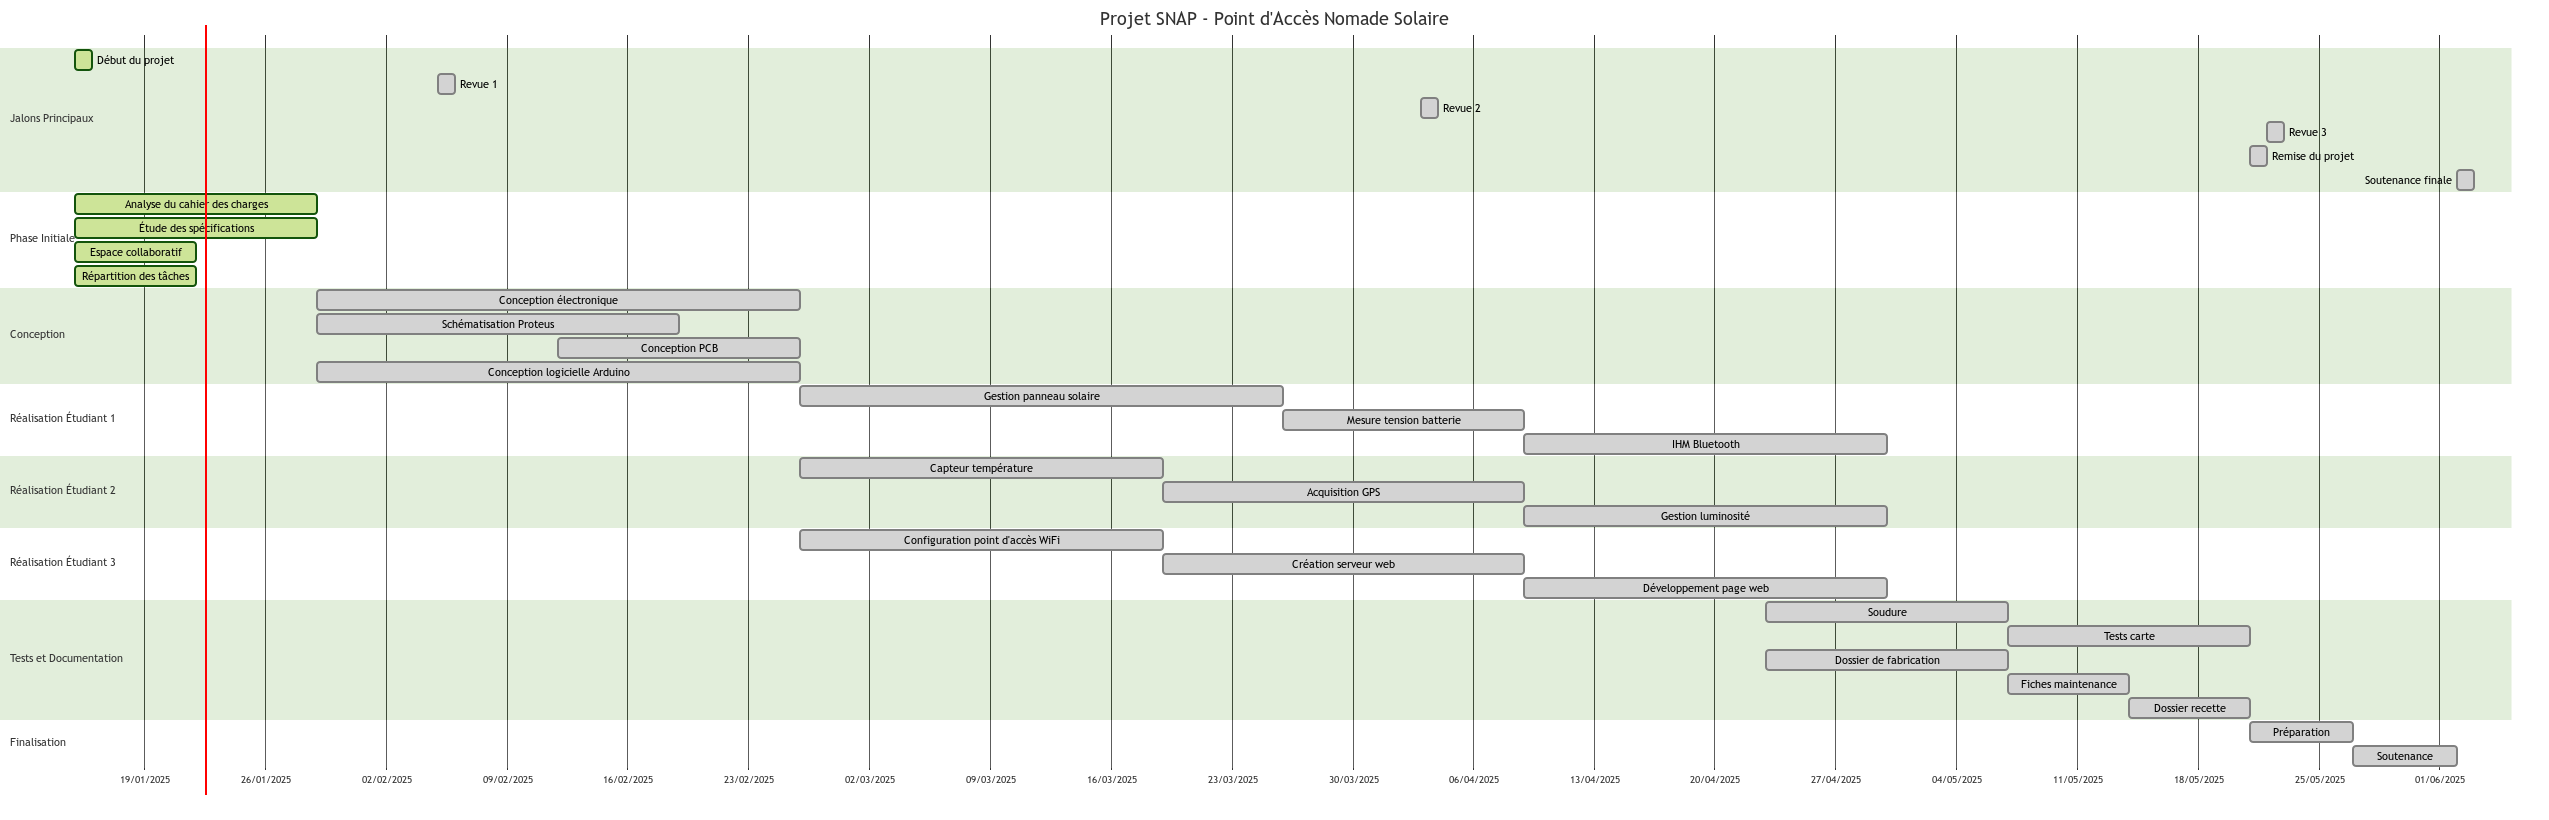 Projet SNAP - Point d'Accès Nomade Solaire
Début du projet
Revue 1
Revue 2
Revue 3
Remise du projet
Soutenance finale
Jalons Principaux
Analyse du cahier des charges
Étude des spécifications
Espace collaboratif
Répartition des tâches
Phase Initiale
Conception électronique
Schématisation Proteus
Conception PCB
Conception logicielle Arduino
Conception
Gestion panneau solaire
Mesure tension batterie
IHM Bluetooth
Réalisation Étudiant 1
Capteur température
Acquisition GPS
Gestion luminosité
Réalisation Étudiant 2
Configuration point d'accès WiFi
Création serveur web
Développement page web
Réalisation Étudiant 3
Soudure
Tests carte
Dossier de fabrication
Fiches maintenance
Dossier recette
Tests et Documentation
Préparation
Soutenance
Finalisation
19/01/2025
26/01/2025
02/02/2025
09/02/2025
16/02/2025
23/02/2025
02/03/2025
09/03/2025
16/03/2025
23/03/2025
30/03/2025
06/04/2025
13/04/2025
20/04/2025
27/04/2025
04/05/2025
11/05/2025
18/05/2025
25/05/2025
01/06/2025